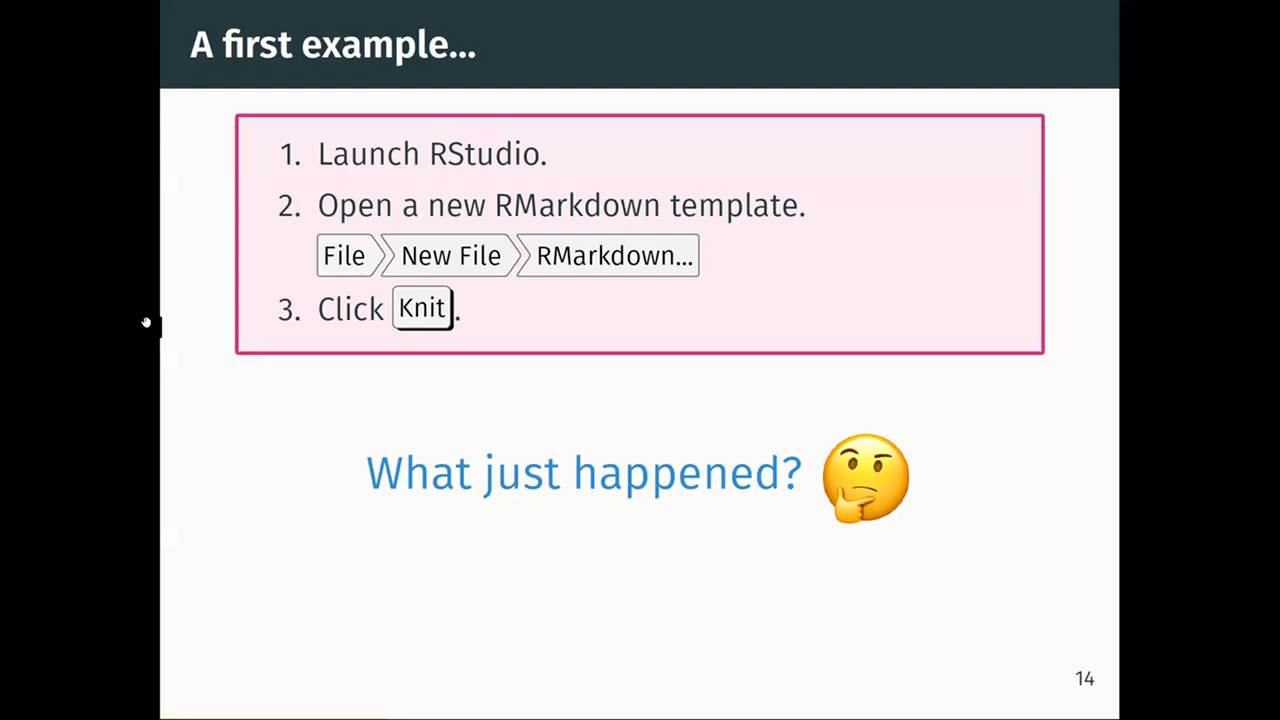 A first example...
1. Launch RStudio.
2. Open a new RMarkdown template.
File New File RMarkdown...
3. Click Knit.
What just happened?
14